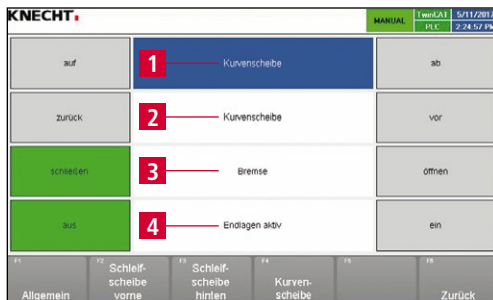 KNECHT.
MANUAL
TwinCAT 5/11/2017
PLC 2:24:57 PM
auf 1 Kurvenscheibe ab
zurück 2 Kurvenscheibe vor
schließen 3 Bremse öffnen
aus 4 Endlagen aktiv ein
F1 Allgemein
F2 Schleif-
scheibe
vorne
F3 Schleif-
scheibe
hinten
F4 Kurven-
scheibe
F5
F6 Zurück